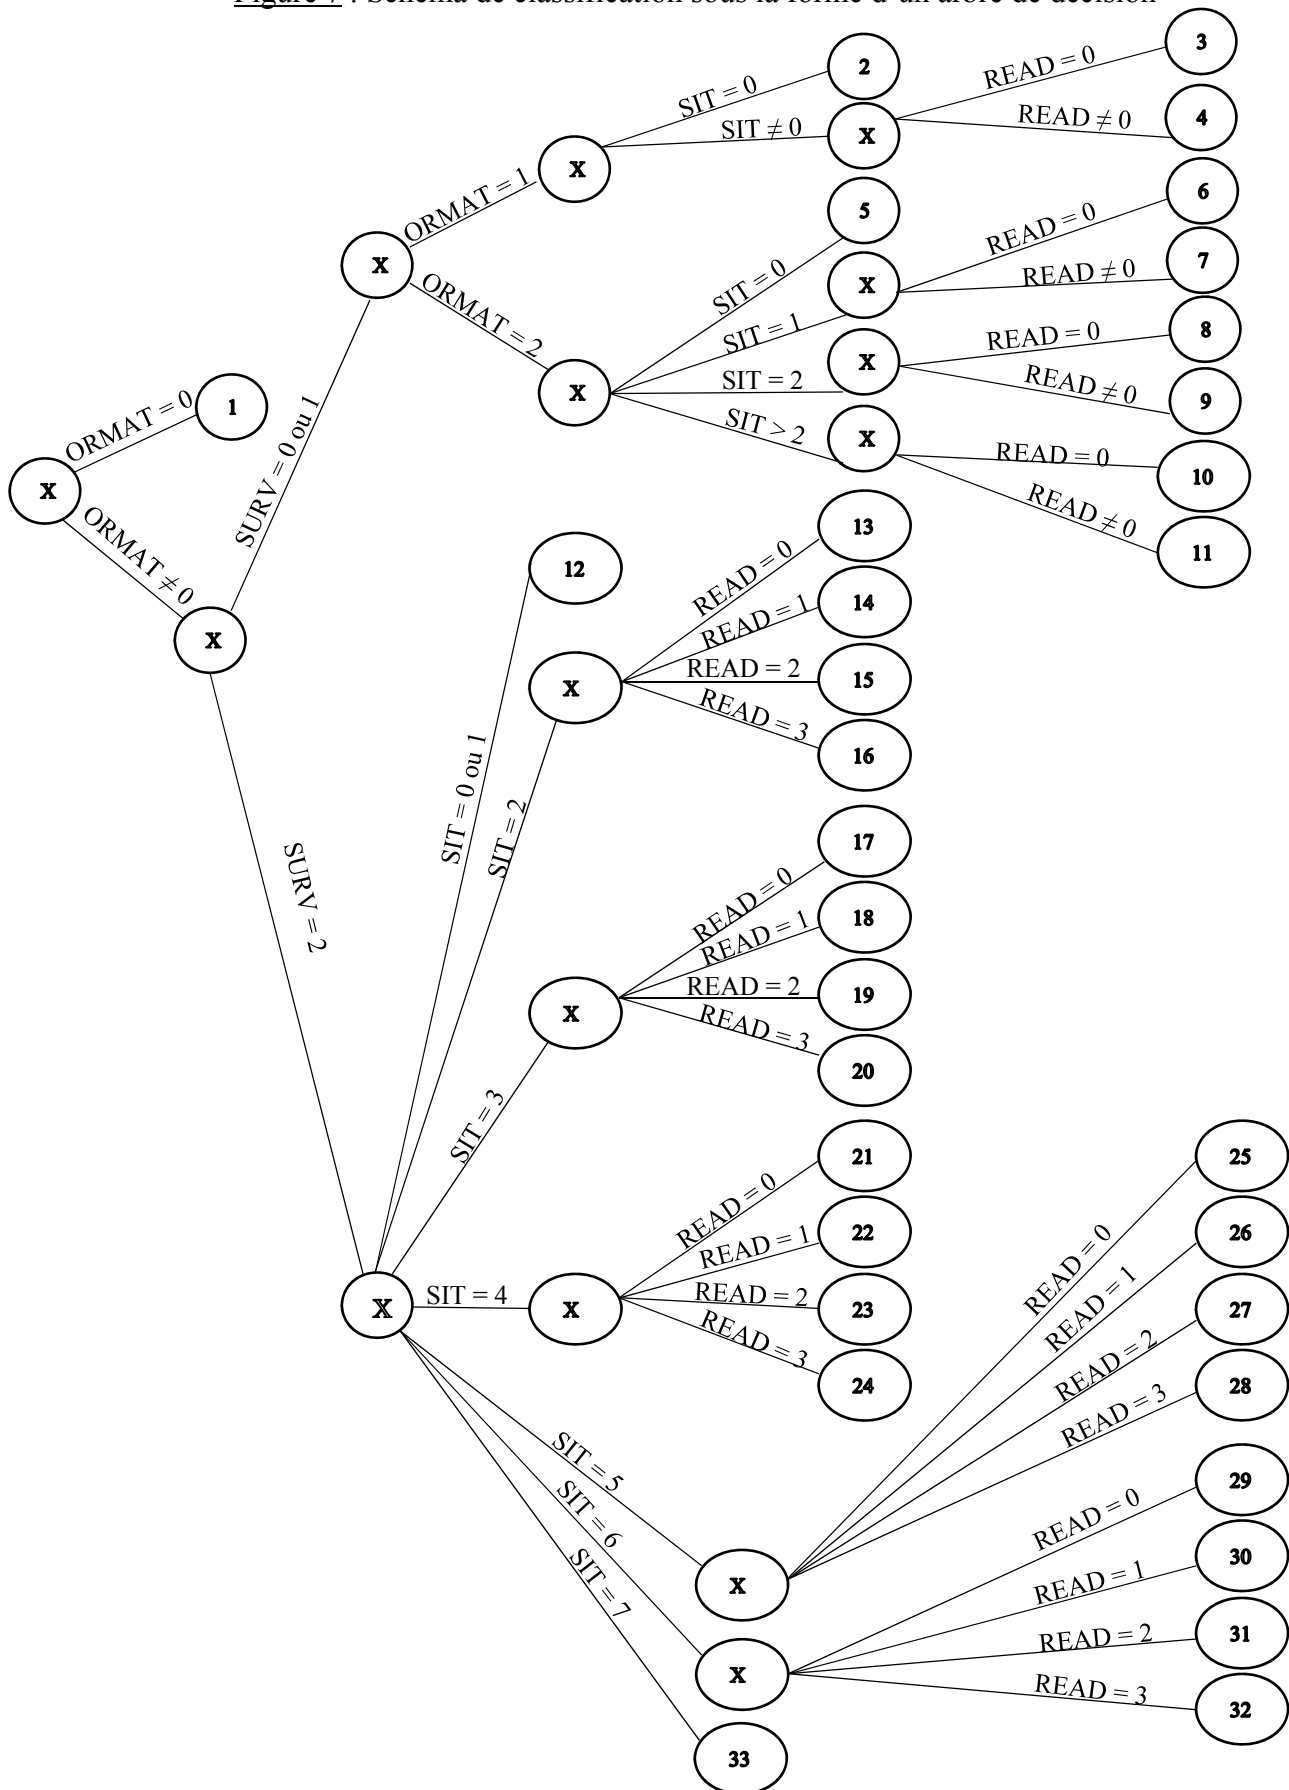 Figure 7 : Schéma de classification sous la forme d'un arbre de décision
ORMAT = 0
1
X
ORMAT ≠ 0
X
SURV = 0 ou 1
X
ORMAT = 1
X
SIT = 0
2
SIT ≠ 0
X
READ = 0
3
READ ≠ 0
4
ORMAT = 2
X
SIT = 0
5
SIT = 1
X
READ = 0
6
READ ≠ 0
7
SIT = 2
X
READ = 0
8
READ ≠ 0
9
SIT > 2
X
READ = 0
10
READ ≠ 0
11
SURV = 2
X
SIT = 0 ou 1
12
SIT = 2
X
READ = 0
13
READ = 1
14
READ = 2
15
READ = 3
16
SIT = 3
X
READ = 0
17
READ = 1
18
READ = 2
19
READ = 3
20
SIT = 4
X
READ = 0
21
READ = 1
22
READ = 2
23
READ = 3
24
SIT = 5
X
READ = 0
25
READ = 1
26
READ = 2
27
READ = 3
28
SIT = 6
X
READ = 0
29
READ = 1
30
READ = 2
31
READ = 3
32
SIT = 7
33